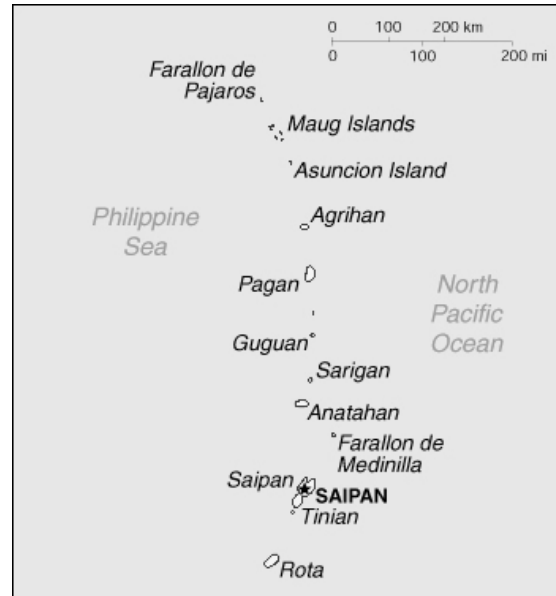 0 100 200 km
0 100 200 mi
Farallon de
Pajaros
Maug Islands
Asuncion Island
Philippine
Sea
Agrihan
Pagan
North
Pacific
Ocean
Guguan
Sarigan
Anatahan
Farallon de
Medinilla
Saipan
SAIPAN
Tinian
Rota